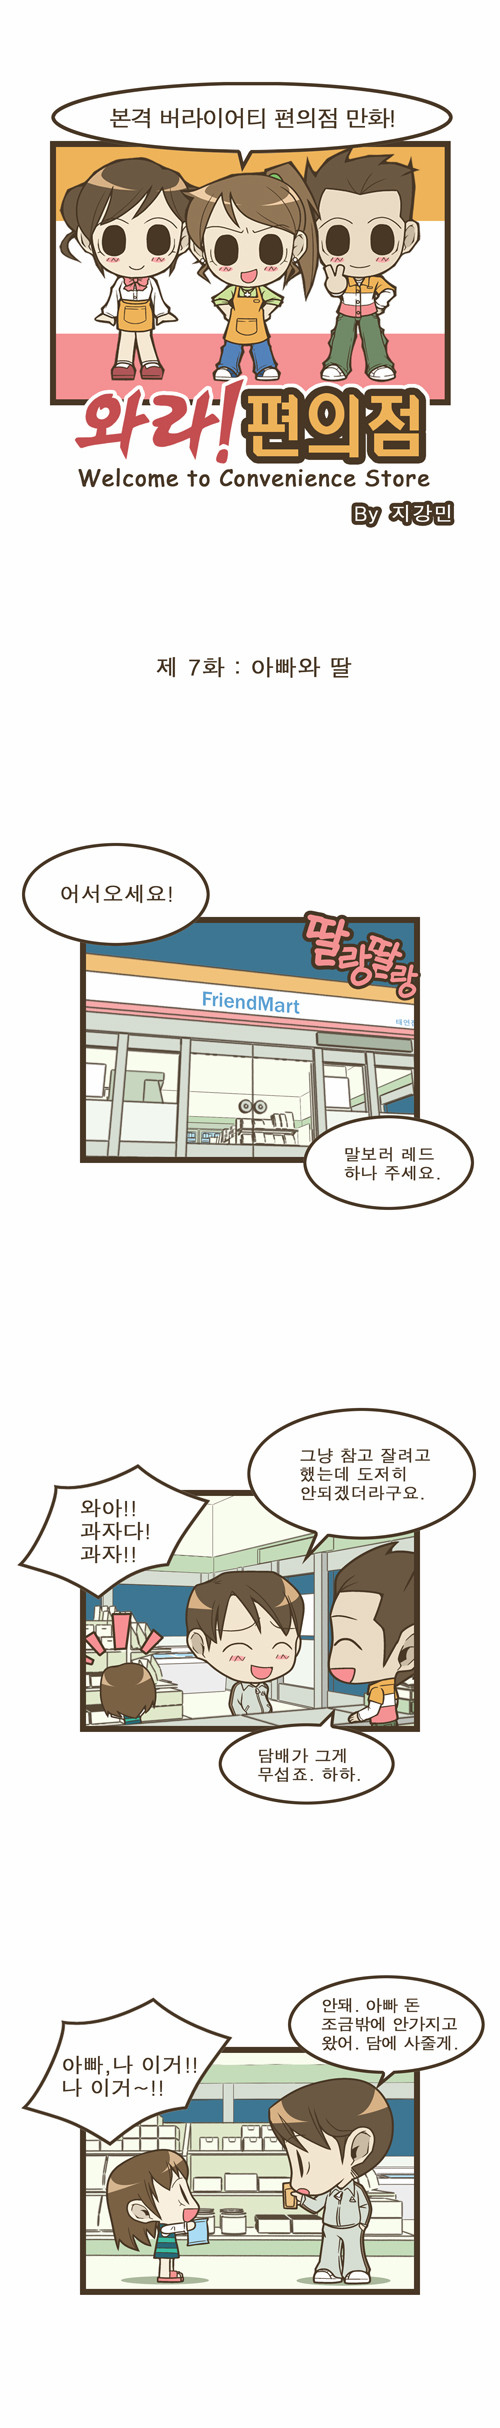 본격 버라이어티 편의점 만화!
와라! 편의점
Welcome to Convenience Store
By 지강민
제 7화 : 아빠와 딸
어서오세요!
딸랑딸랑
FriendMart
말보러 레드
하나 주세요.
그냥 참고 잘려고
했는데 도저히
안되겠더라구요.
와아!!
과자다!
과자!!
담배가 그게
무섭죠. 하하.
안돼. 아빠 돈
조금밖에 안가지고
왔어. 담에 사줄게.
아빠,나 이거!!
나 이거~!!